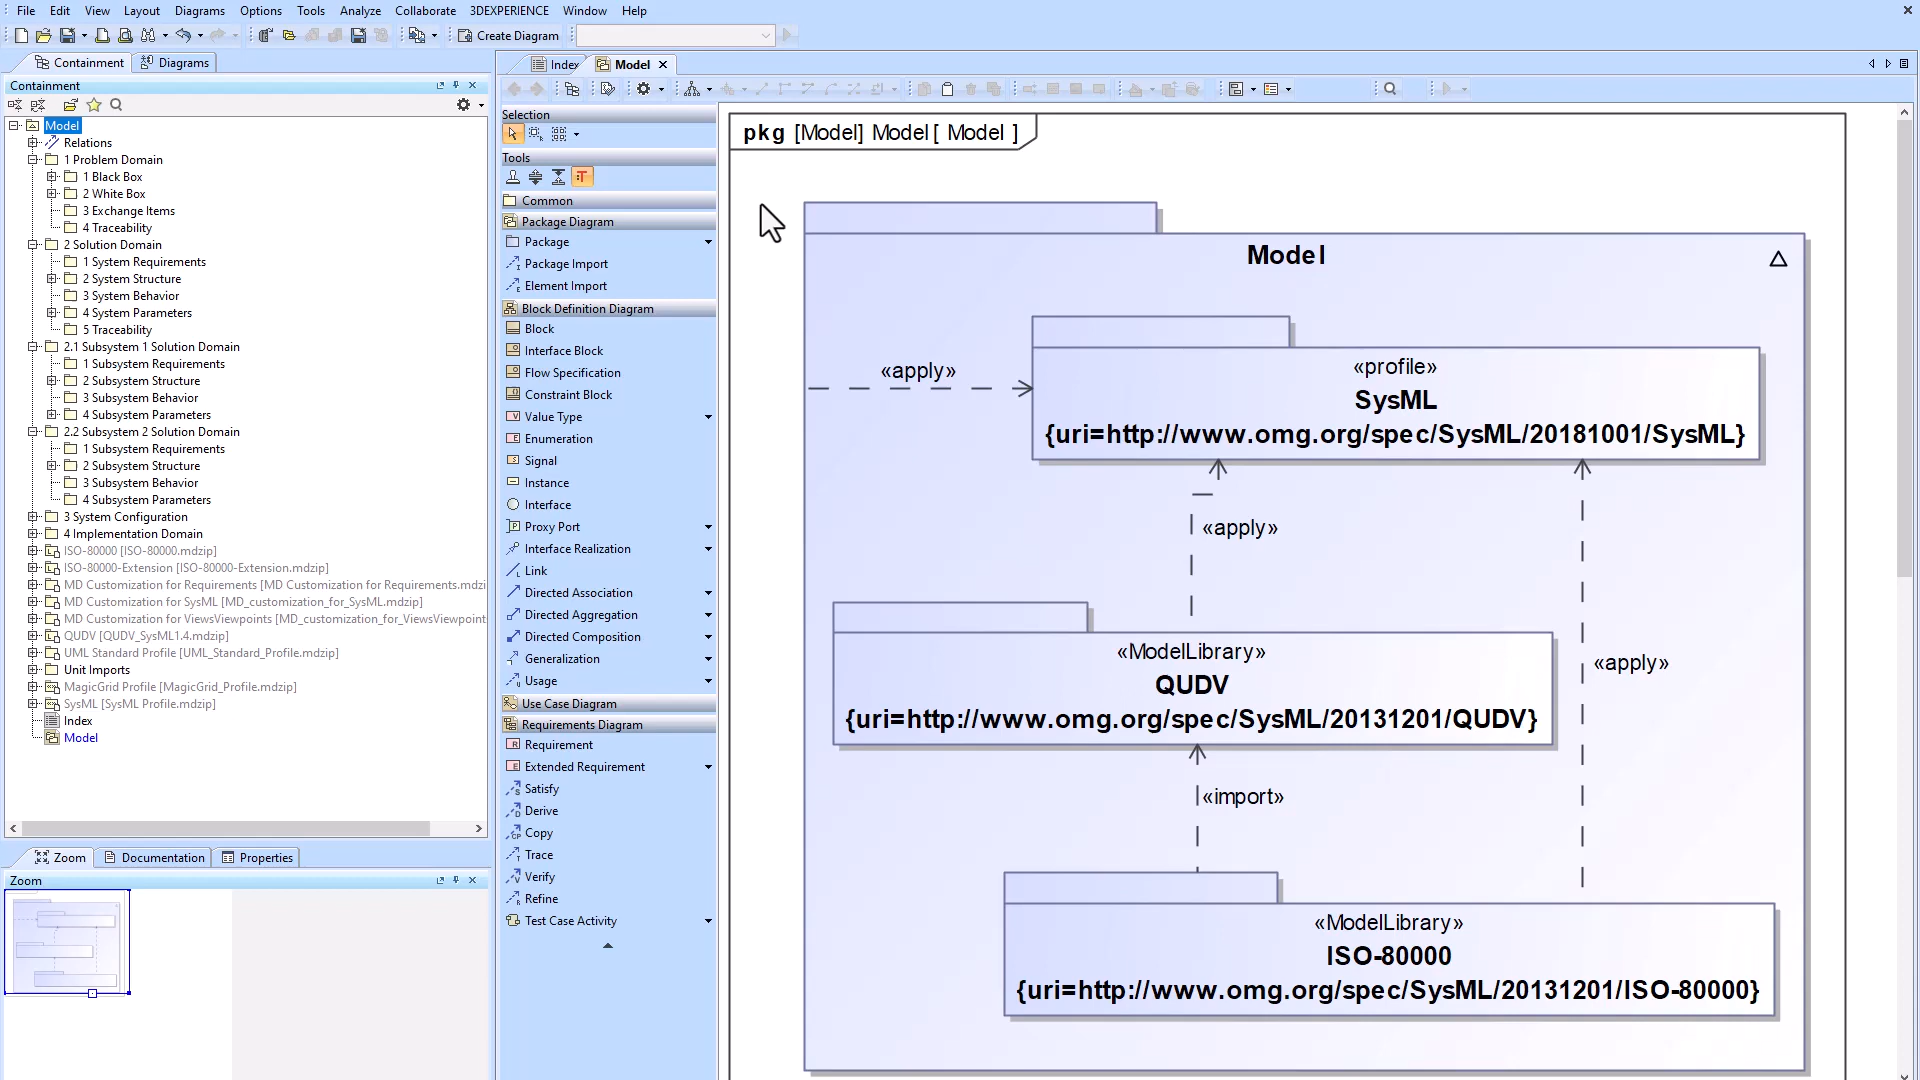 File Edit View Layout Diagrams Options Tools Analyze Collaborate 3DEXPERIENCE Window Help
Create Diagram
Containment Diagrams
Containment
Model
Relations
1 Problem Domain
1 Black Box
2 White Box
3 Exchange Items
4 Traceability
2 Solution Domain
1 System Requirements
2 System Structure
3 System Behavior
4 System Parameters
5 Traceability
2.1 Subsystem 1 Solution Domain
1 Subsystem Requirements
2 Subsystem Structure
3 Subsystem Behavior
4 Subsystem Parameters
2.2 Subsystem 2 Solution Domain
1 Subsystem Requirements
2 Subsystem Structure
3 Subsystem Behavior
4 Subsystem Parameters
3 System Configuration
4 Implementation Domain
ISO-80000 [ISO-80000.mdzip]
ISO-80000-Extension [ISO-80000-Extension.mdzip]
MD Customization for Requirements [MD Customization for Requirements.mdzi
MD Customization for SysML [MD_customization_for_SysML.mdzip]
MD Customization for ViewsViewpoints [MD_customization_for_ViewsViewpoint
QUDV [QUDV_SysML1.4.mdzip]
UML Standard Profile [UML_Standard_Profile.mdzip]
Unit Imports
MagicGrid Profile [MagicGrid_Profile.mdzip]
SysML [SysML Profile.mdzip]
Index
Model
Zoom Documentation Properties
Zoom
Index Model
Selection
Tools
Common
Package Diagram
Package
Package Import
Element Import
Block Definition Diagram
Block
Interface Block
Flow Specification
Constraint Block
Value Type
Enumeration
Signal
Instance
Interface
Proxy Port
Interface Realization
Link
Directed Association
Directed Aggregation
Directed Composition
Generalization
Usage
Use Case Diagram
Requirements Diagram
Requirement
Extended Requirement
Satisfy
Derive
Copy
Trace
Verify
Refine
Test Case Activity
pkg [Model] Model [ Model ]
Model
«apply»
«profile»
SysML
{uri=http://www.omg.org/spec/SysML/20181001/SysML}
«apply»
«apply»
«ModelLibrary»
QUDV
{uri=http://www.omg.org/spec/SysML/20131201/QUDV}
«import»
«ModelLibrary»
ISO-80000
{uri=http://www.omg.org/spec/SysML/20131201/ISO-80000}